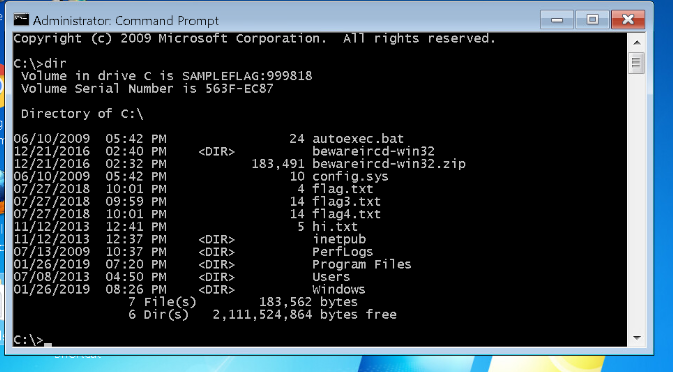 Administrator: Command Prompt
Copyright (c) 2009 Microsoft Corporation.  All rights reserved.
C:\>dir
 Volume in drive C is SAMPLEFLAG:999818
 Volume Serial Number is 563F-EC87
 Directory of C:\
06/10/2009  05:42 PM                24 autoexec.bat
12/21/2016  02:40 PM    <DIR>          bewareircd-win32
12/21/2016  02:32 PM           183,491 bewareircd-win32.zip
06/10/2009  05:42 PM                10 config.sys
07/27/2018  10:01 PM                 4 flag.txt
07/27/2018  09:59 PM                14 flag3.txt
07/27/2018  10:01 PM                14 flag4.txt
11/12/2013  12:41 PM                 5 hi.txt
11/12/2013  12:37 PM    <DIR>          inetpub
07/13/2009  10:37 PM    <DIR>          PerfLogs
01/26/2019  07:20 PM    <DIR>          Program Files
07/08/2013  04:50 PM    <DIR>          Users
01/26/2019  08:26 PM    <DIR>          Windows
               7 File(s)        183,562 bytes
               6 Dir(s)   2,111,524,864 bytes free
C:\>_